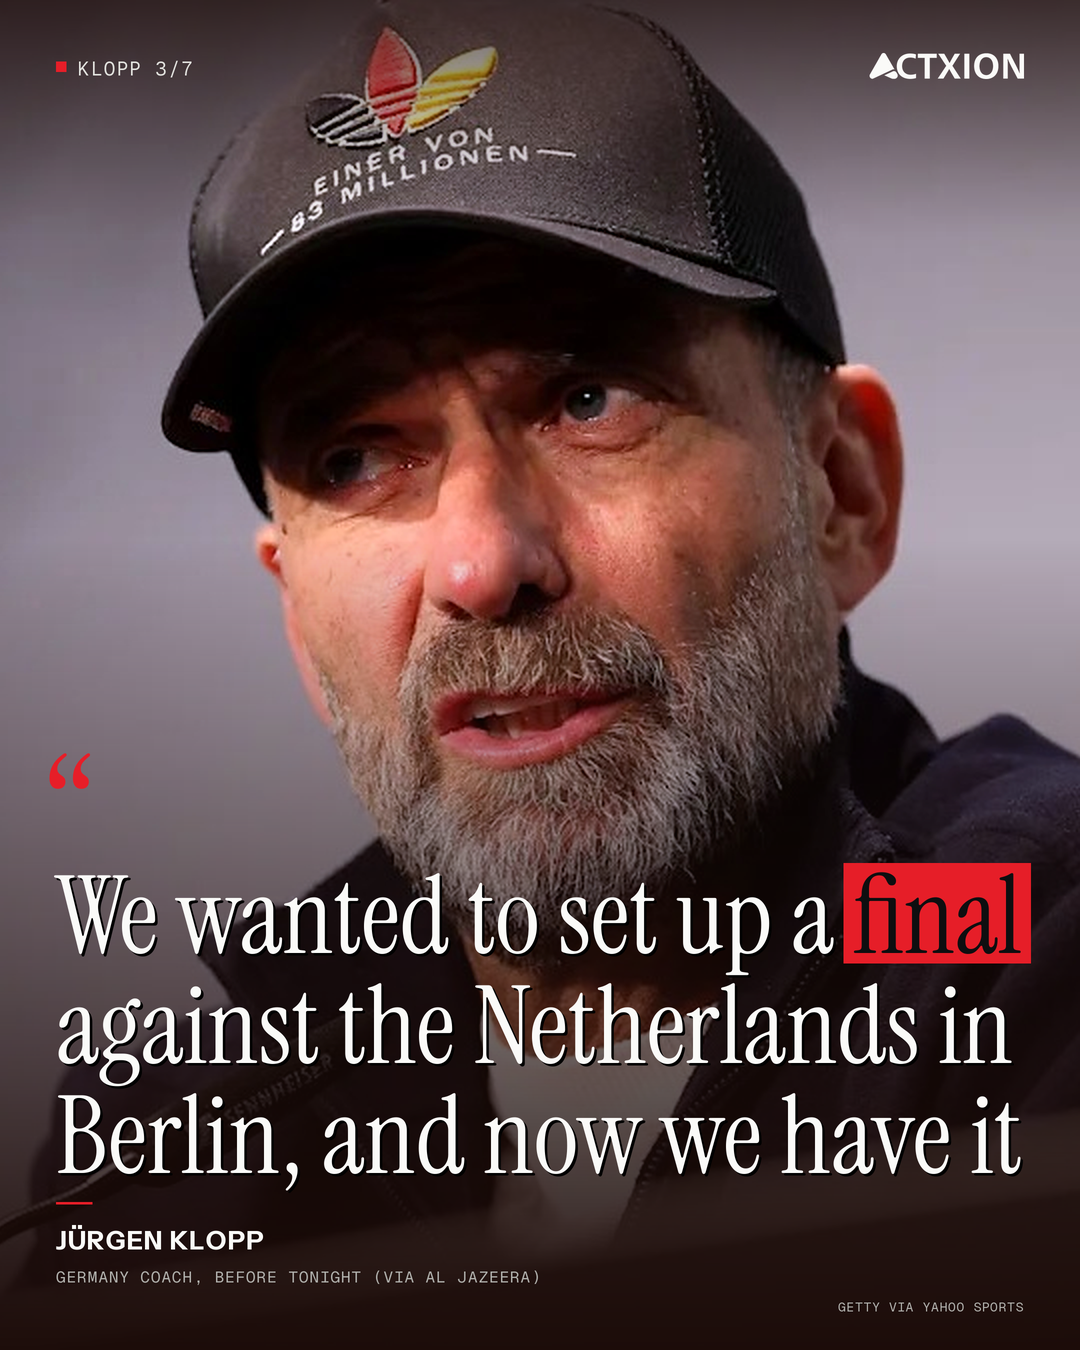 KLOPP 3/7
ACTXION
EINER VON
83 MILLIONEN
“
We wanted to set up a final
against the Netherlands in
Berlin, and now we have it
SENNHEISER
JÜRGEN KLOPP
GERMANY COACH, BEFORE TONIGHT (VIA AL JAZEERA)
GETTY VIA YAHOO SPORTS